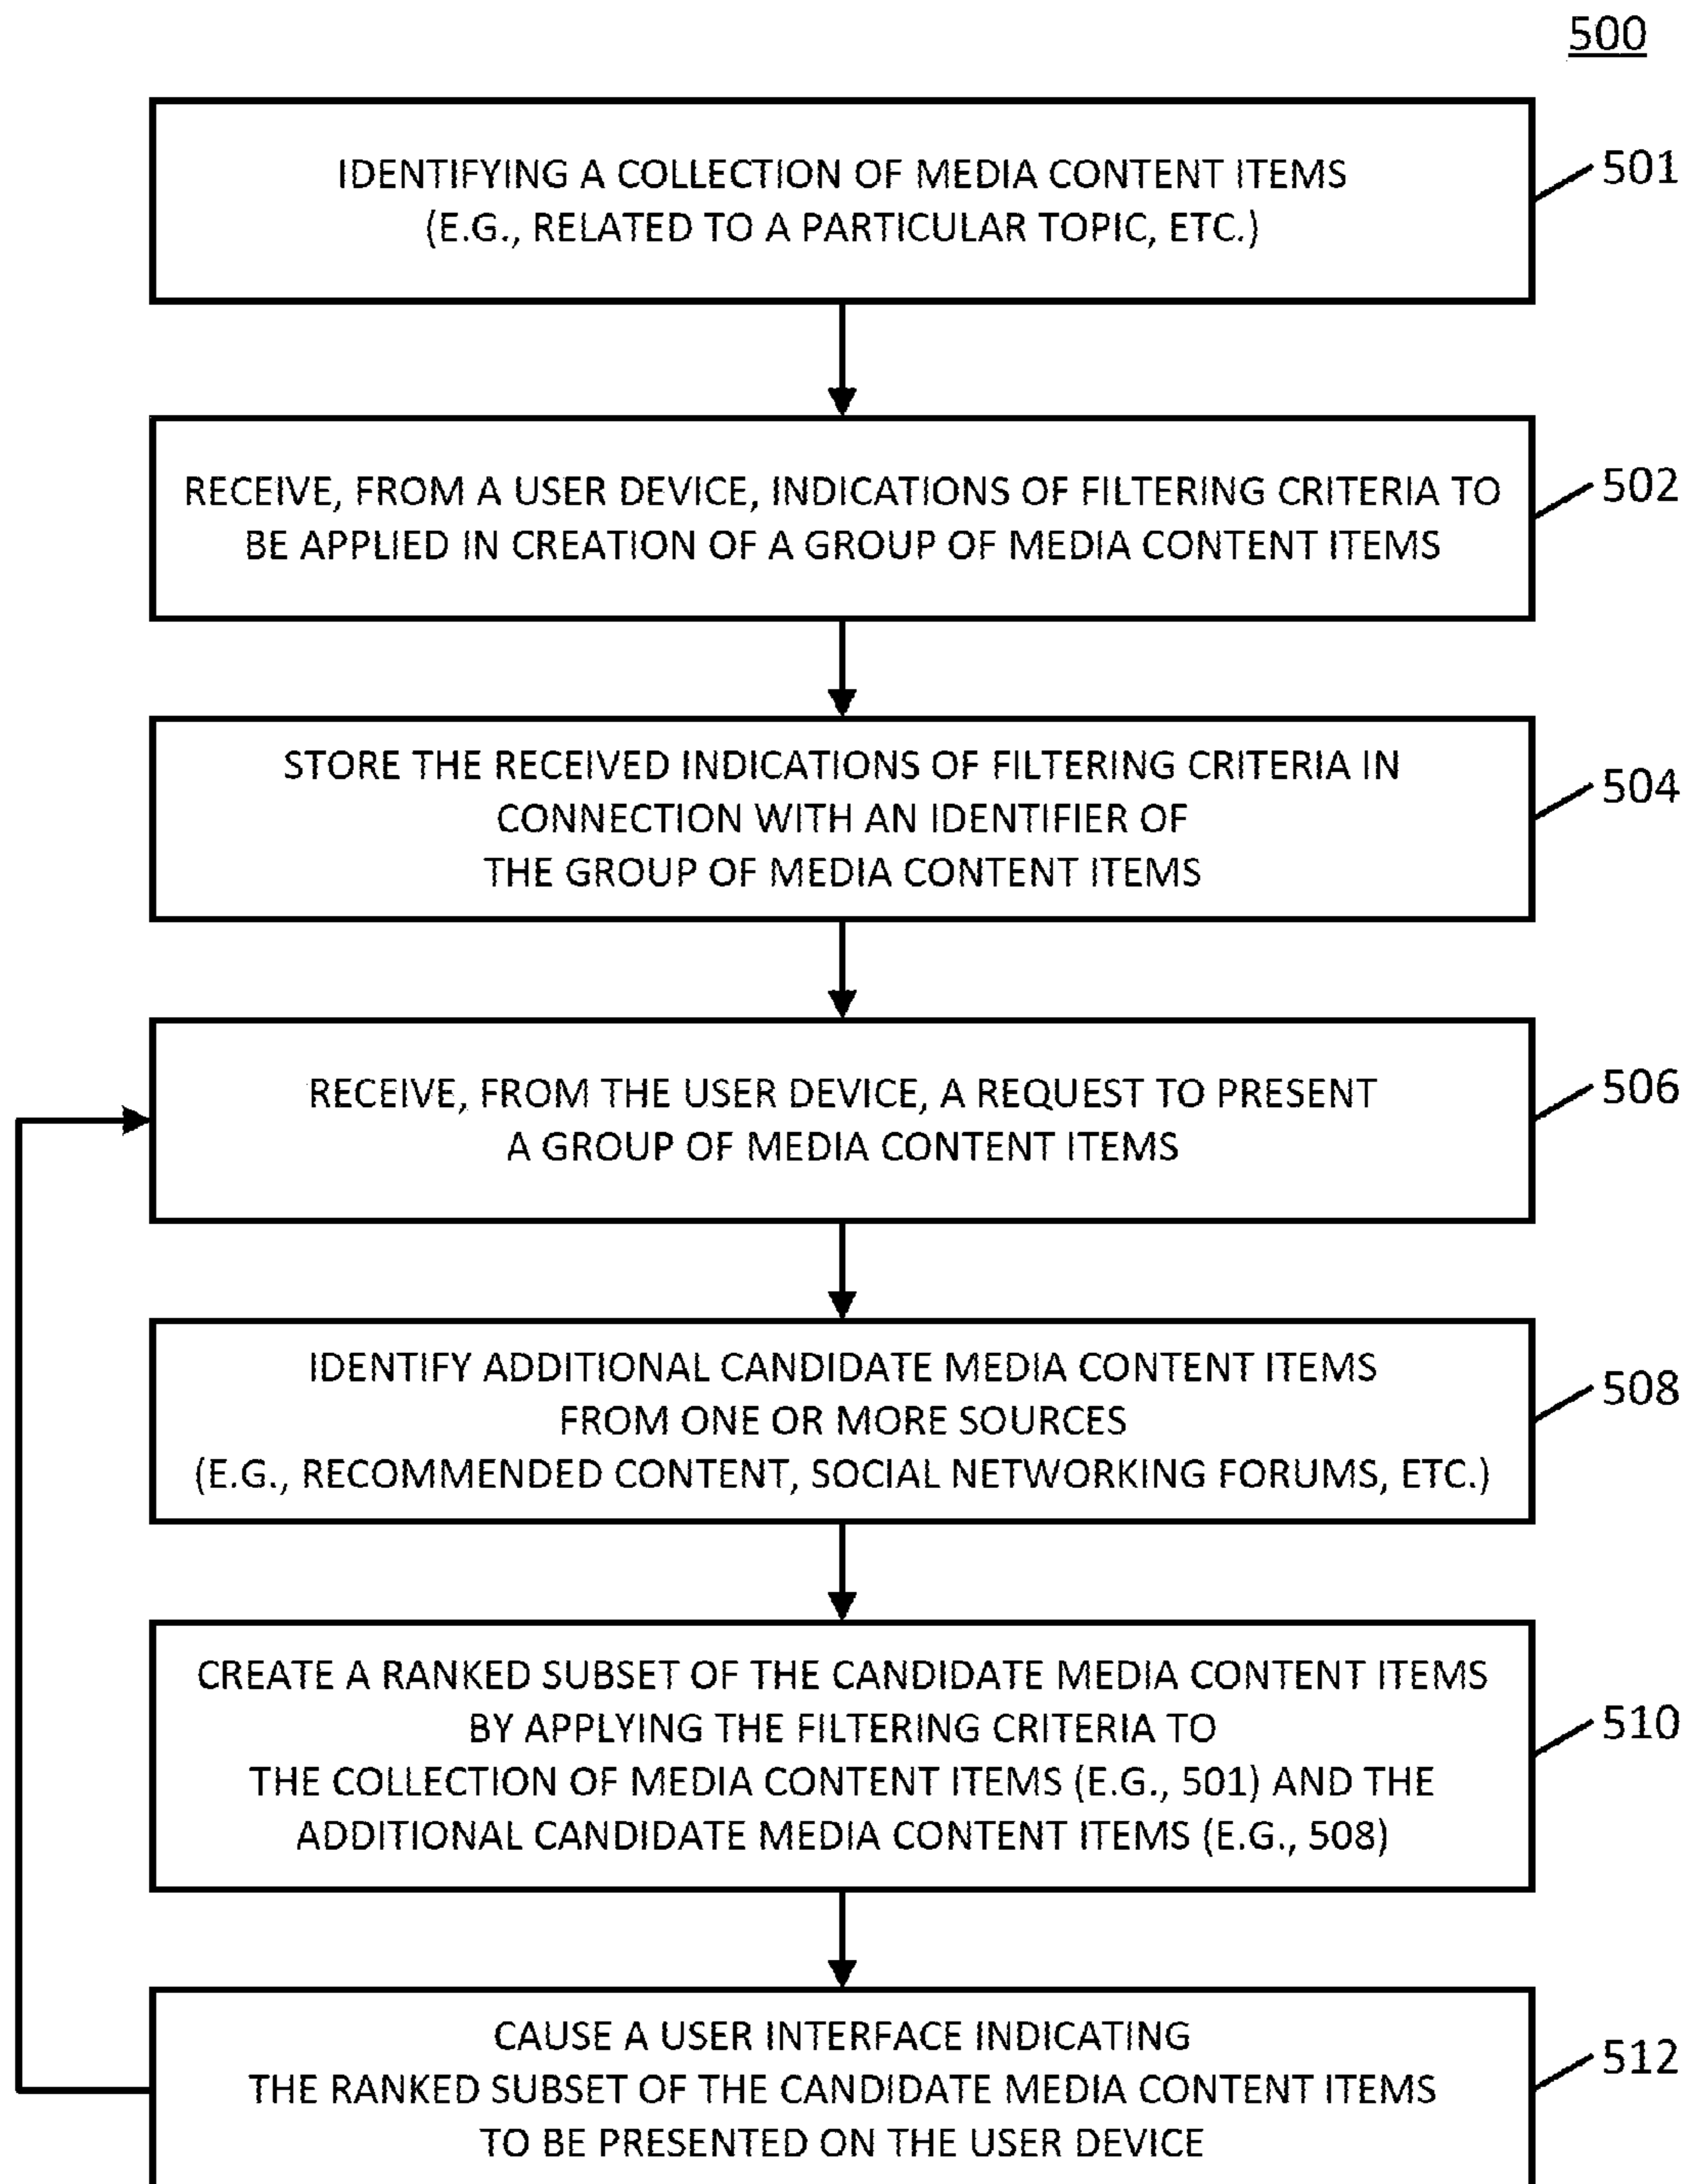 500
IDENTIFYING A COLLECTION OF MEDIA CONTENT ITEMS
(E.G., RELATED TO A PARTICULAR TOPIC, ETC.)
501
RECEIVE, FROM A USER DEVICE, INDICATIONS OF FILTERING CRITERIA TO
BE APPLIED IN CREATION OF A GROUP OF MEDIA CONTENT ITEMS
502
STORE THE RECEIVED INDICATIONS OF FILTERING CRITERIA IN
CONNECTION WITH AN IDENTIFIER OF
THE GROUP OF MEDIA CONTENT ITEMS
504
RECEIVE, FROM THE USER DEVICE, A REQUEST TO PRESENT
A GROUP OF MEDIA CONTENT ITEMS
506
IDENTIFY ADDITIONAL CANDIDATE MEDIA CONTENT ITEMS
FROM ONE OR MORE SOURCES
(E.G., RECOMMENDED CONTENT, SOCIAL NETWORKING FORUMS, ETC.)
508
CREATE A RANKED SUBSET OF THE CANDIDATE MEDIA CONTENT ITEMS
BY APPLYING THE FILTERING CRITERIA TO
THE COLLECTION OF MEDIA CONTENT ITEMS (E.G., 501) AND THE
ADDITIONAL CANDIDATE MEDIA CONTENT ITEMS (E.G., 508)
510
CAUSE A USER INTERFACE INDICATING
THE RANKED SUBSET OF THE CANDIDATE MEDIA CONTENT ITEMS
TO BE PRESENTED ON THE USER DEVICE
512